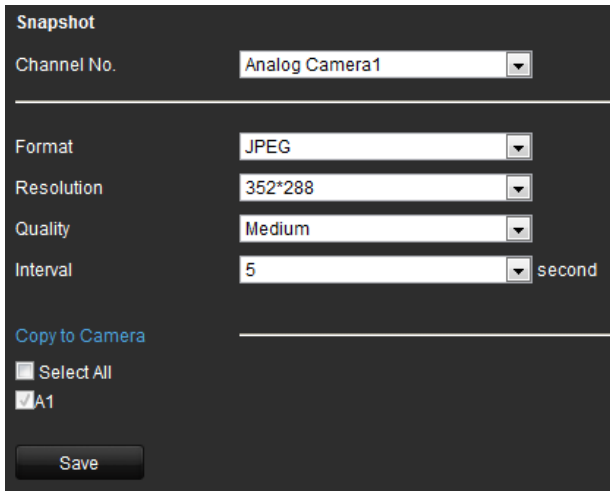 Snapshot
Channel No. Analog Camera1
Format JPEG
Resolution 352*288
Quality Medium
Interval 5 second
Copy to Camera
Select All
A1
Save